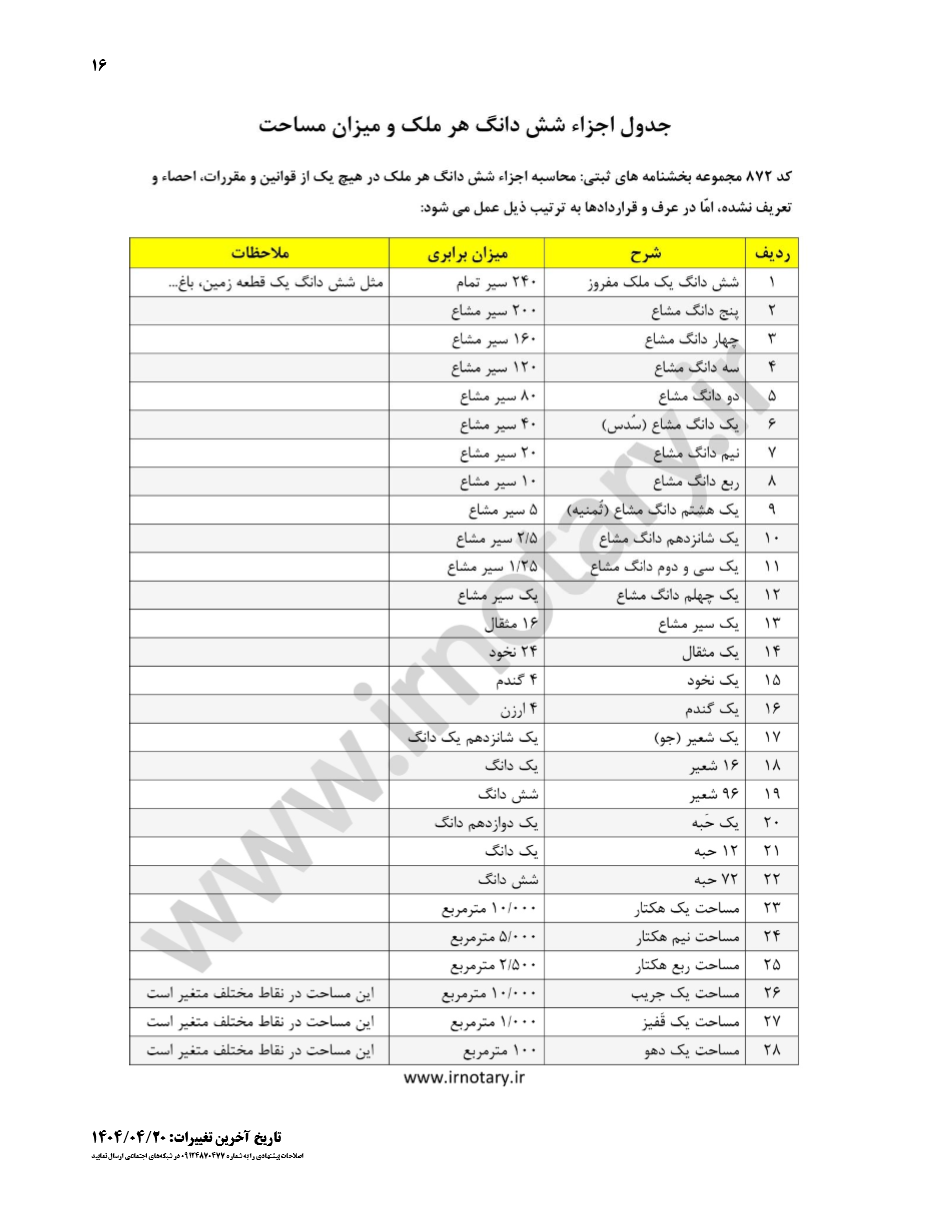 ۱۶
جدول اجزاء شش دانگ هر ملک و میزان مساحت
کد ۸۷۲ مجموعه بخشنامه های ثبتی: محاسبه اجزاء شش دانگ هر ملک در هیچ یک از قوانین و مقررات، احصاء و
تعریف نشده، امّا در عرف و قراردادها به ترتیب ذیل عمل می شود:
ردیف شرح میزان برابری ملاحظات
۱ شش دانگ یک ملک مفروز ۲۴۰ سیر تمام مثل شش دانگ یک قطعه زمین، باغ...
۲ پنج دانگ مشاع ۲۰۰ سیر مشاع
۳ چهار دانگ مشاع ۱۶۰ سیر مشاع
۴ سه دانگ مشاع ۱۲۰ سیر مشاع
۵ دو دانگ مشاع ۸۰ سیر مشاع
۶ یک دانگ مشاع (سُدس) ۴۰ سیر مشاع
۷ نیم دانگ مشاع ۲۰ سیر مشاع
۸ ربع دانگ مشاع ۱۰ سیر مشاع
۹ یک هشتم دانگ مشاع (ثُمنیه) ۵ سیر مشاع
۱۰ یک شانزدهم دانگ مشاع ۲/۵ سیر مشاع
۱۱ یک سی و دوم دانگ مشاع ۱/۲۵ سیر مشاع
۱۲ یک چهلم دانگ مشاع یک سیر مشاع
۱۳ یک سیر مشاع ۱۶ مثقال
۱۴ یک مثقال ۲۴ نخود
۱۵ یک نخود ۴ گندم
۱۶ یک گندم ۴ ارزن
۱۷ یک شعیر (جو) یک شانزدهم یک دانگ
۱۸ ۱۶ شعیر یک دانگ
۱۹ ۹۶ شعیر شش دانگ
۲۰ یک حَبه یک دوازدهم دانگ
۲۱ ۱۲ حبه یک دانگ
۲۲ ۷۲ حبه شش دانگ
۲۳ مساحت یک هکتار ۱۰/۰۰۰ مترمربع
۲۴ مساحت نیم هکتار ۵/۰۰۰ مترمربع
۲۵ مساحت ربع هکتار ۲/۵۰۰ مترمربع
۲۶ مساحت یک جریب ۱۰/۰۰۰ مترمربع این مساحت در نقاط مختلف متغیر است
۲۷ مساحت یک قَفیز ۱/۰۰۰ مترمربع این مساحت در نقاط مختلف متغیر است
۲۸ مساحت یک دهو ۱۰۰ مترمربع این مساحت در نقاط مختلف متغیر است
www.irnotary.ir
www.irnotary.ir
تاریخ آخرین تغییرات: ۱۴۰۴/۰۴/۲۰
اصلاحات پیشنهادی را به شماره ۰۹۱۲۴۸۷۰۴۷۷ در شبکه‌های اجتماعی ارسال نمایید